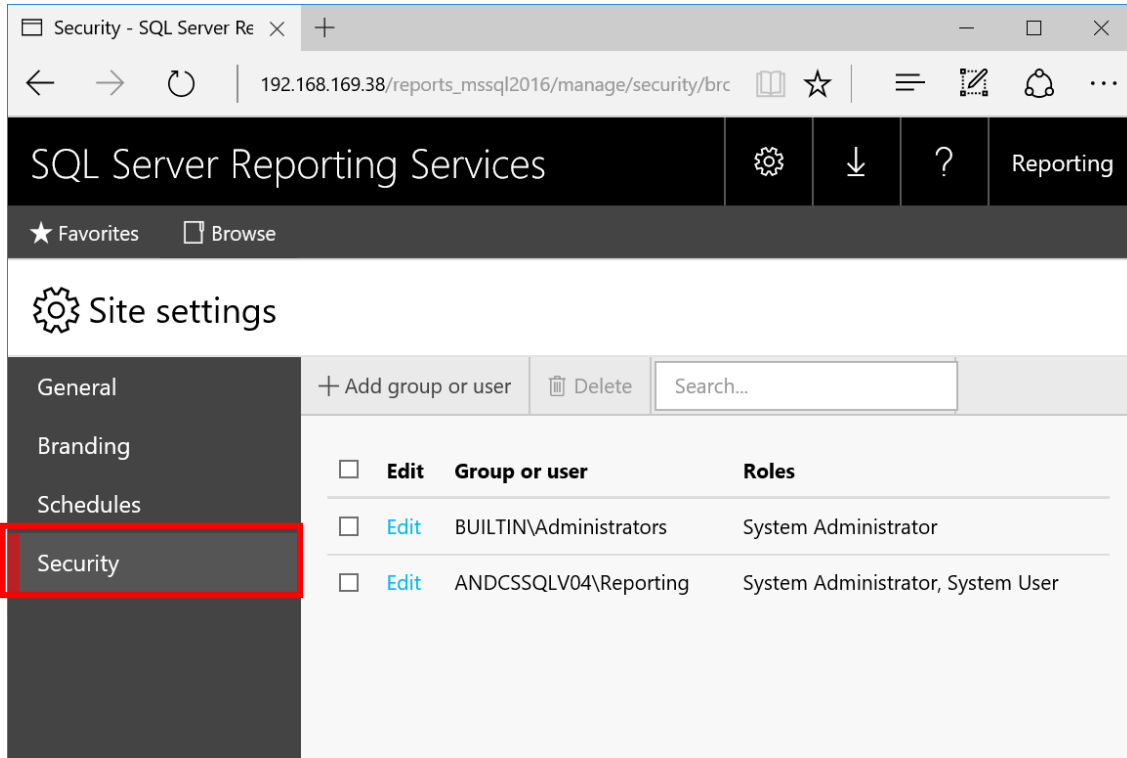 Security - SQL Server Re
192.168.169.38/reports_mssql2016/manage/security/brc
SQL Server Reporting Services
?
Reporting
Favorites
Browse
Site settings
General
Branding
Schedules
Security
Add group or user
Delete
Search...
Edit Group or user Roles
Edit BUILTIN\Administrators System Administrator
Edit ANDCSSQLV04\Reporting System Administrator, System User